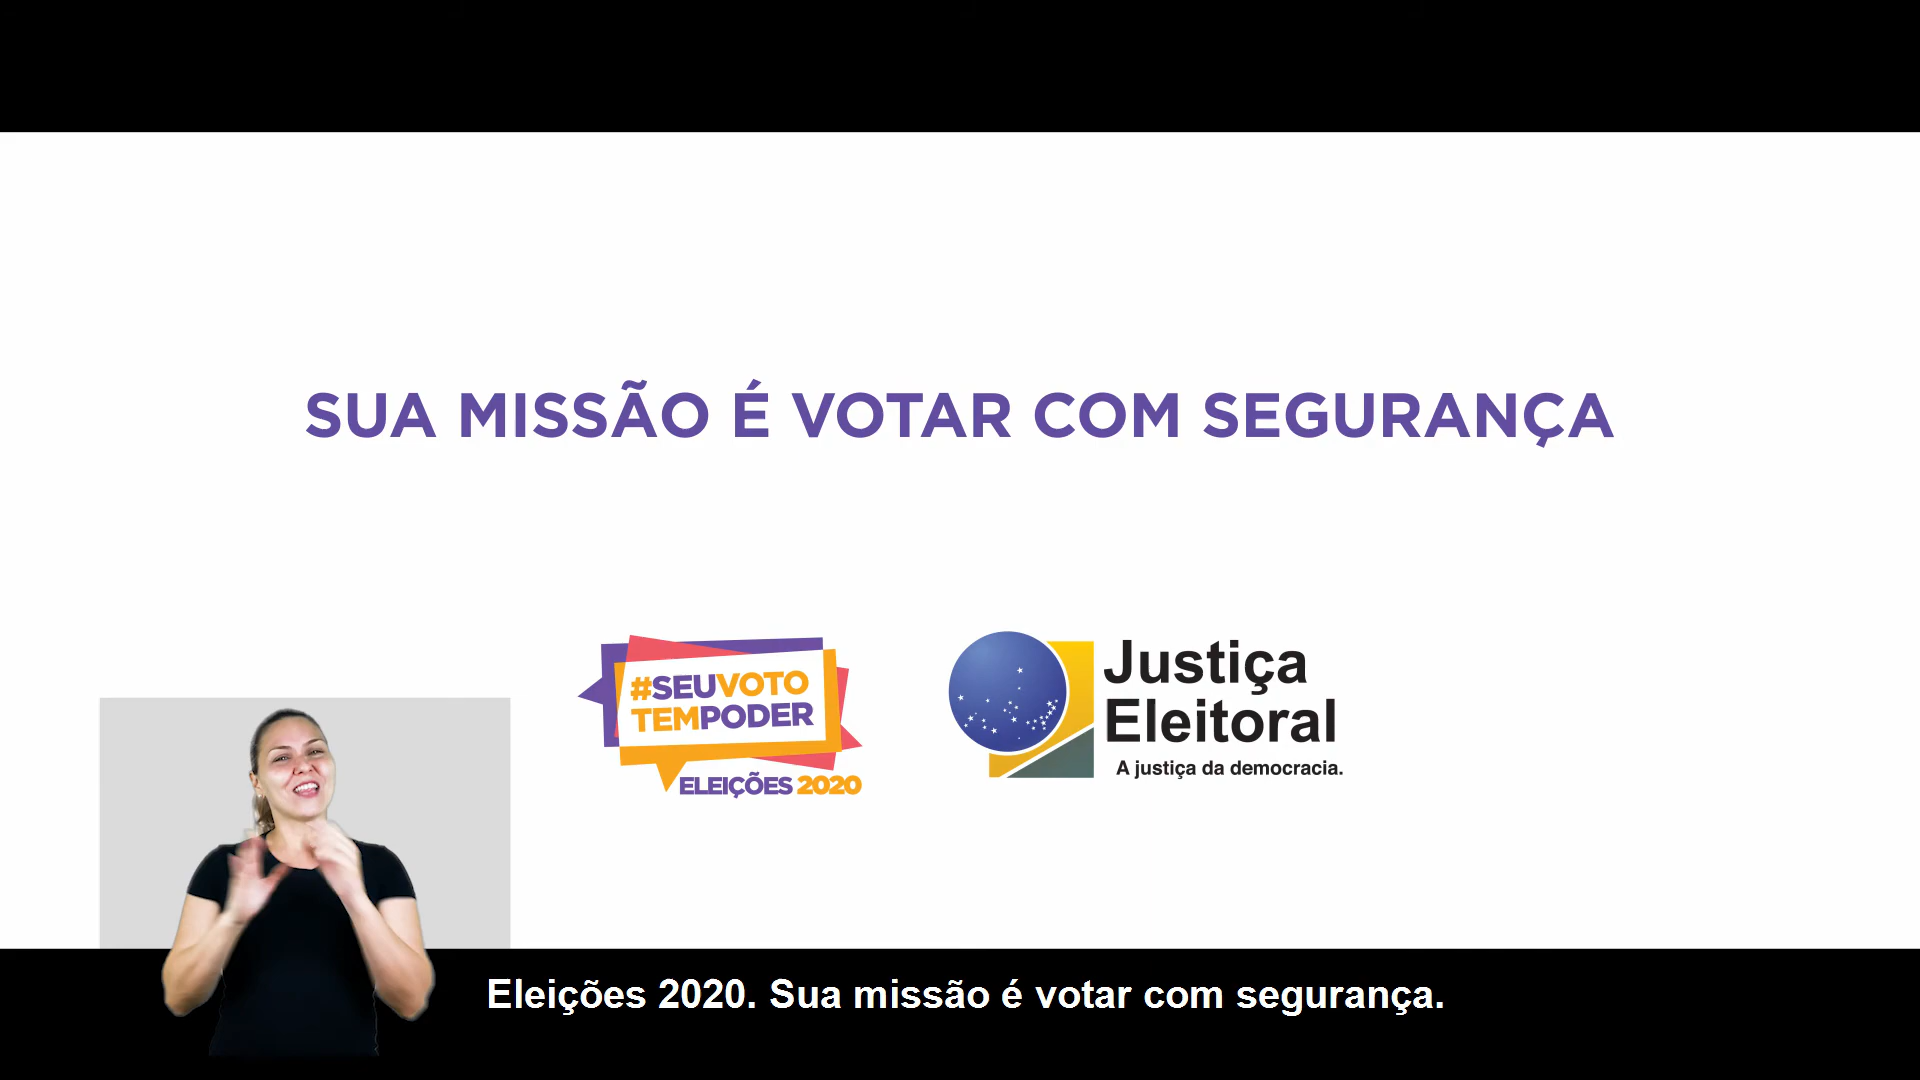 SUA MISSÃO É VOTAR COM SEGURANÇA
#SEUVOTO
TEMPODER
ELEIÇÕES 2020
Justiça
Eleitoral
A justiça da democracia.
Eleições 2020. Sua missão é votar com segurança.